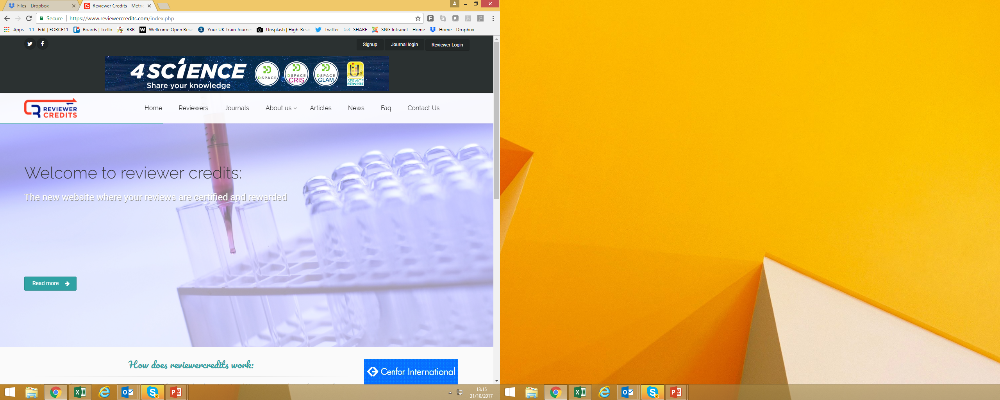 Files - Dropbox
Reviewer Credits - Metri
Secure https://www.reviewercredits.com/index.php
Apps 11 Edit | FORCE11 Boards | Trello BBB W Wellcome Open Rese Your UK Train Journe Unsplash | High-Reso Twitter SHARE SNG Intranet - Home Home - Dropbox
Signup Journal login Reviewer Login
4SCIENCE
Share your knowledge
DSPACE
DSPACE
CRIS
DSPACE
GLAM
SERVICE
PROVIDER
REVIEWER
CREDITS
Home Reviewers Journals About us Articles News Faq Contact Us
Welcome to reviewer credits:
The new website where your reviews are certified and rewarded
Read more
How does reviewercredits work:
Cenfor International
13:15
31/10/2017